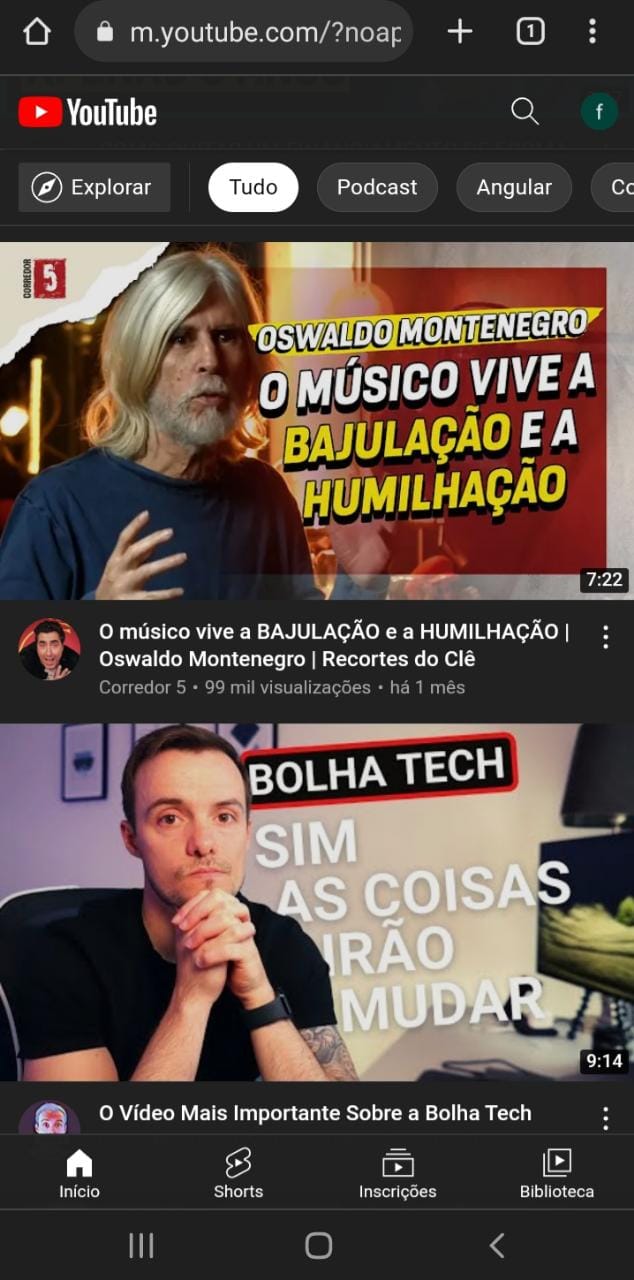 m.youtube.com/?noap
1
YouTube
f
Explorar
Tudo
Podcast
Angular
Co
CORREDOR 5
OSWALDO MONTENEGRO
O MÚSICO VIVE A
BAJULAÇÃO E A
HUMILHAÇÃO
7:22
O músico vive a BAJULAÇÃO e a HUMILHAÇÃO |
Oswaldo Montenegro | Recortes do Clê
Corredor 5 • 99 mil visualizações • há 1 mês
BOLHA TECH
SIM
AS COISAS
IRÃO
MUDAR
9:14
O Vídeo Mais Importante Sobre a Bolha Tech
Início
Shorts
Inscrições
Biblioteca